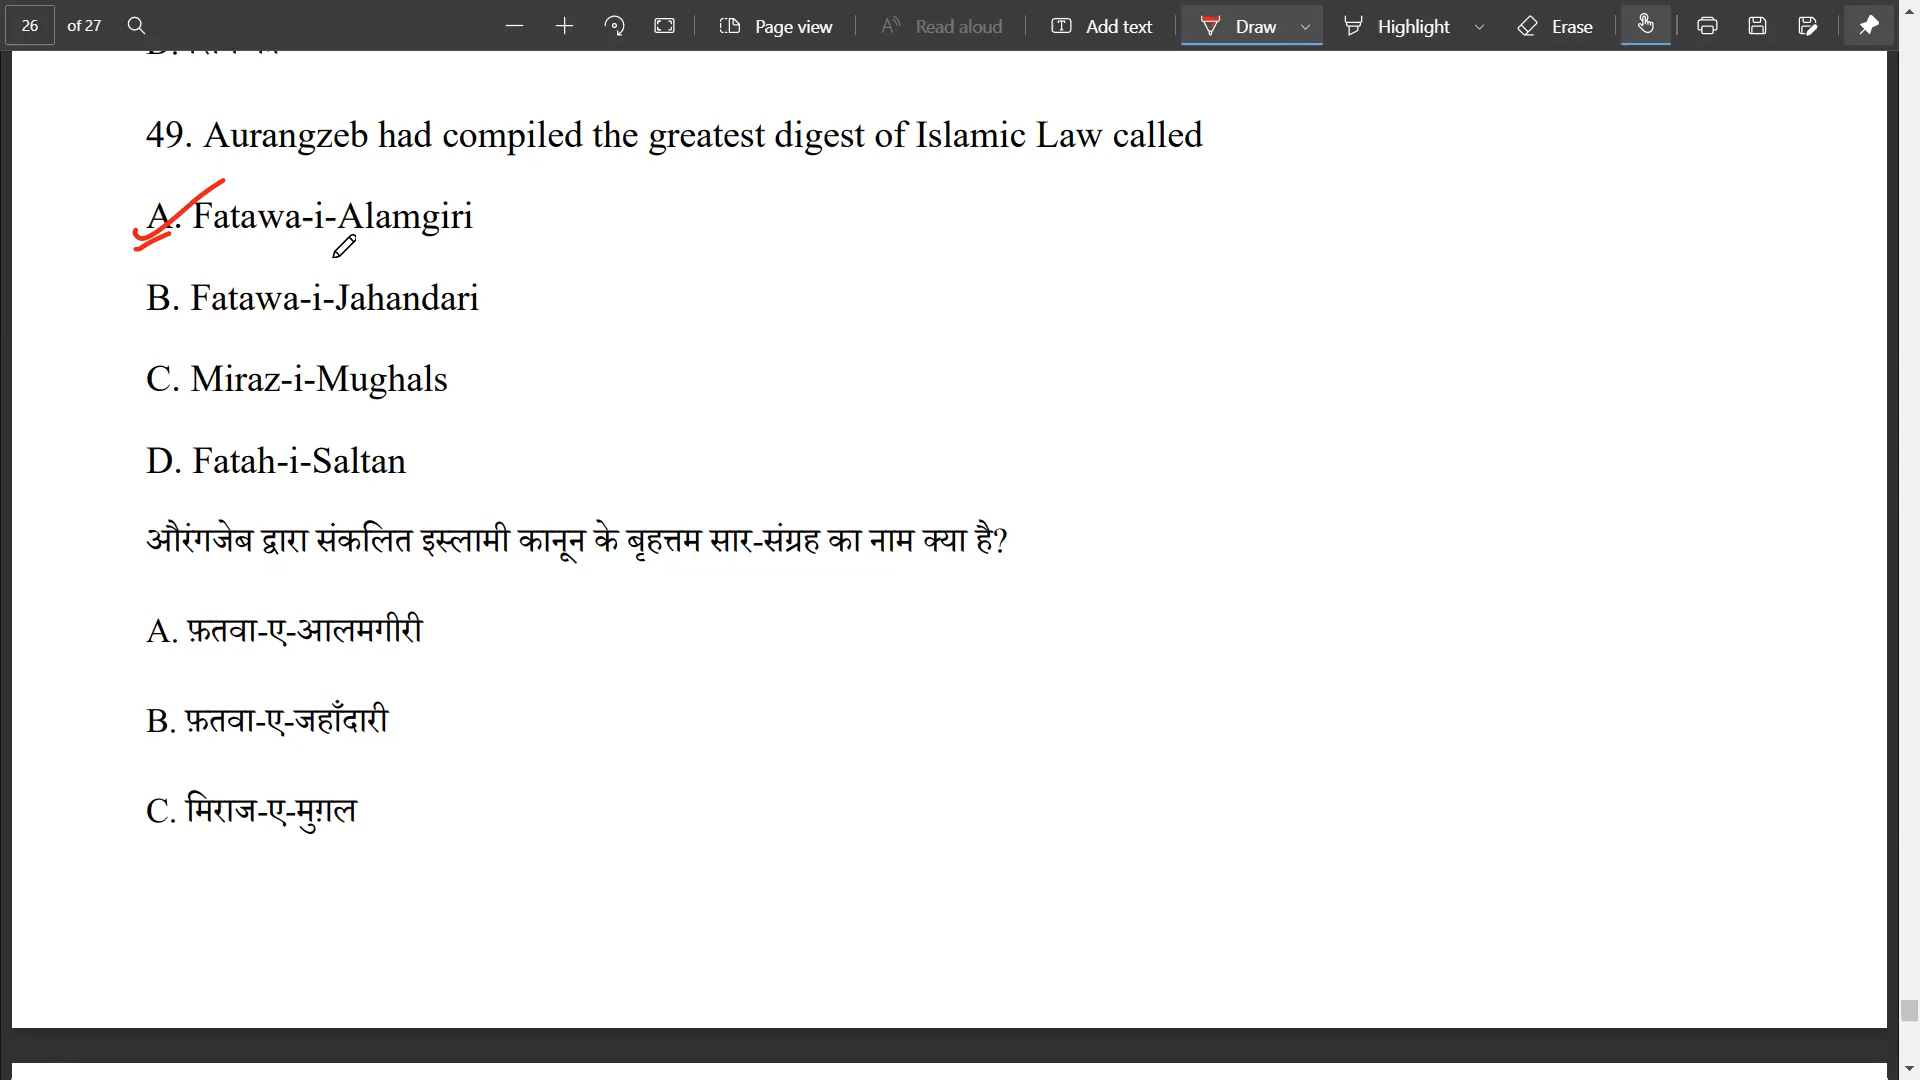 26 of 27 Page view Read aloud Add text Draw Highlight Erase
49. Aurangzeb had compiled the greatest digest of Islamic Law called
A. Fatawa-i-Alamgiri
B. Fatawa-i-Jahandari
C. Miraz-i-Mughals
D. Fatah-i-Saltan
औरंगजेब द्वारा संकलित इस्लामी कानून के बृहत्तम सार-संग्रह का नाम क्या है?
A. फ़तवा-ए-आलमगीरी
B. फ़तवा-ए-जहाँदारी
C. मिराज-ए-मुग़ल